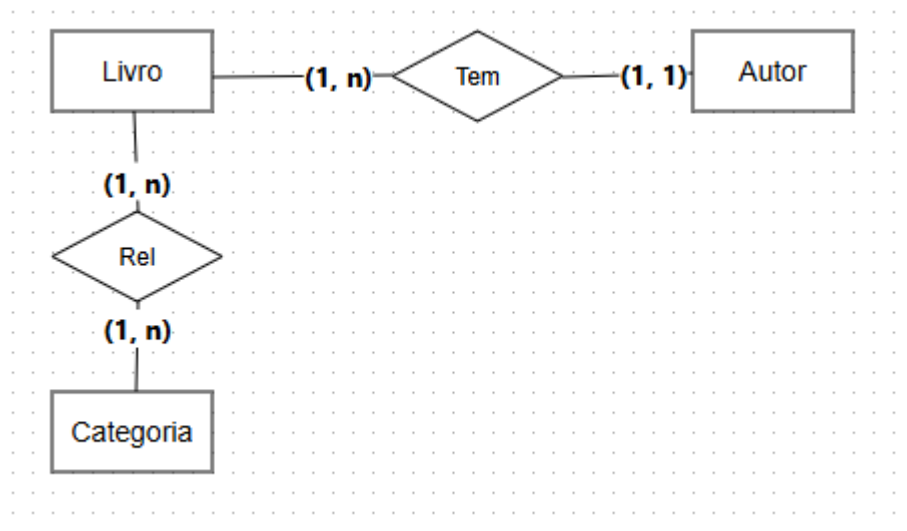 Livro
(1, n)
Tem
(1, 1)
Autor
(1, n)
Rel
(1, n)
Categoria